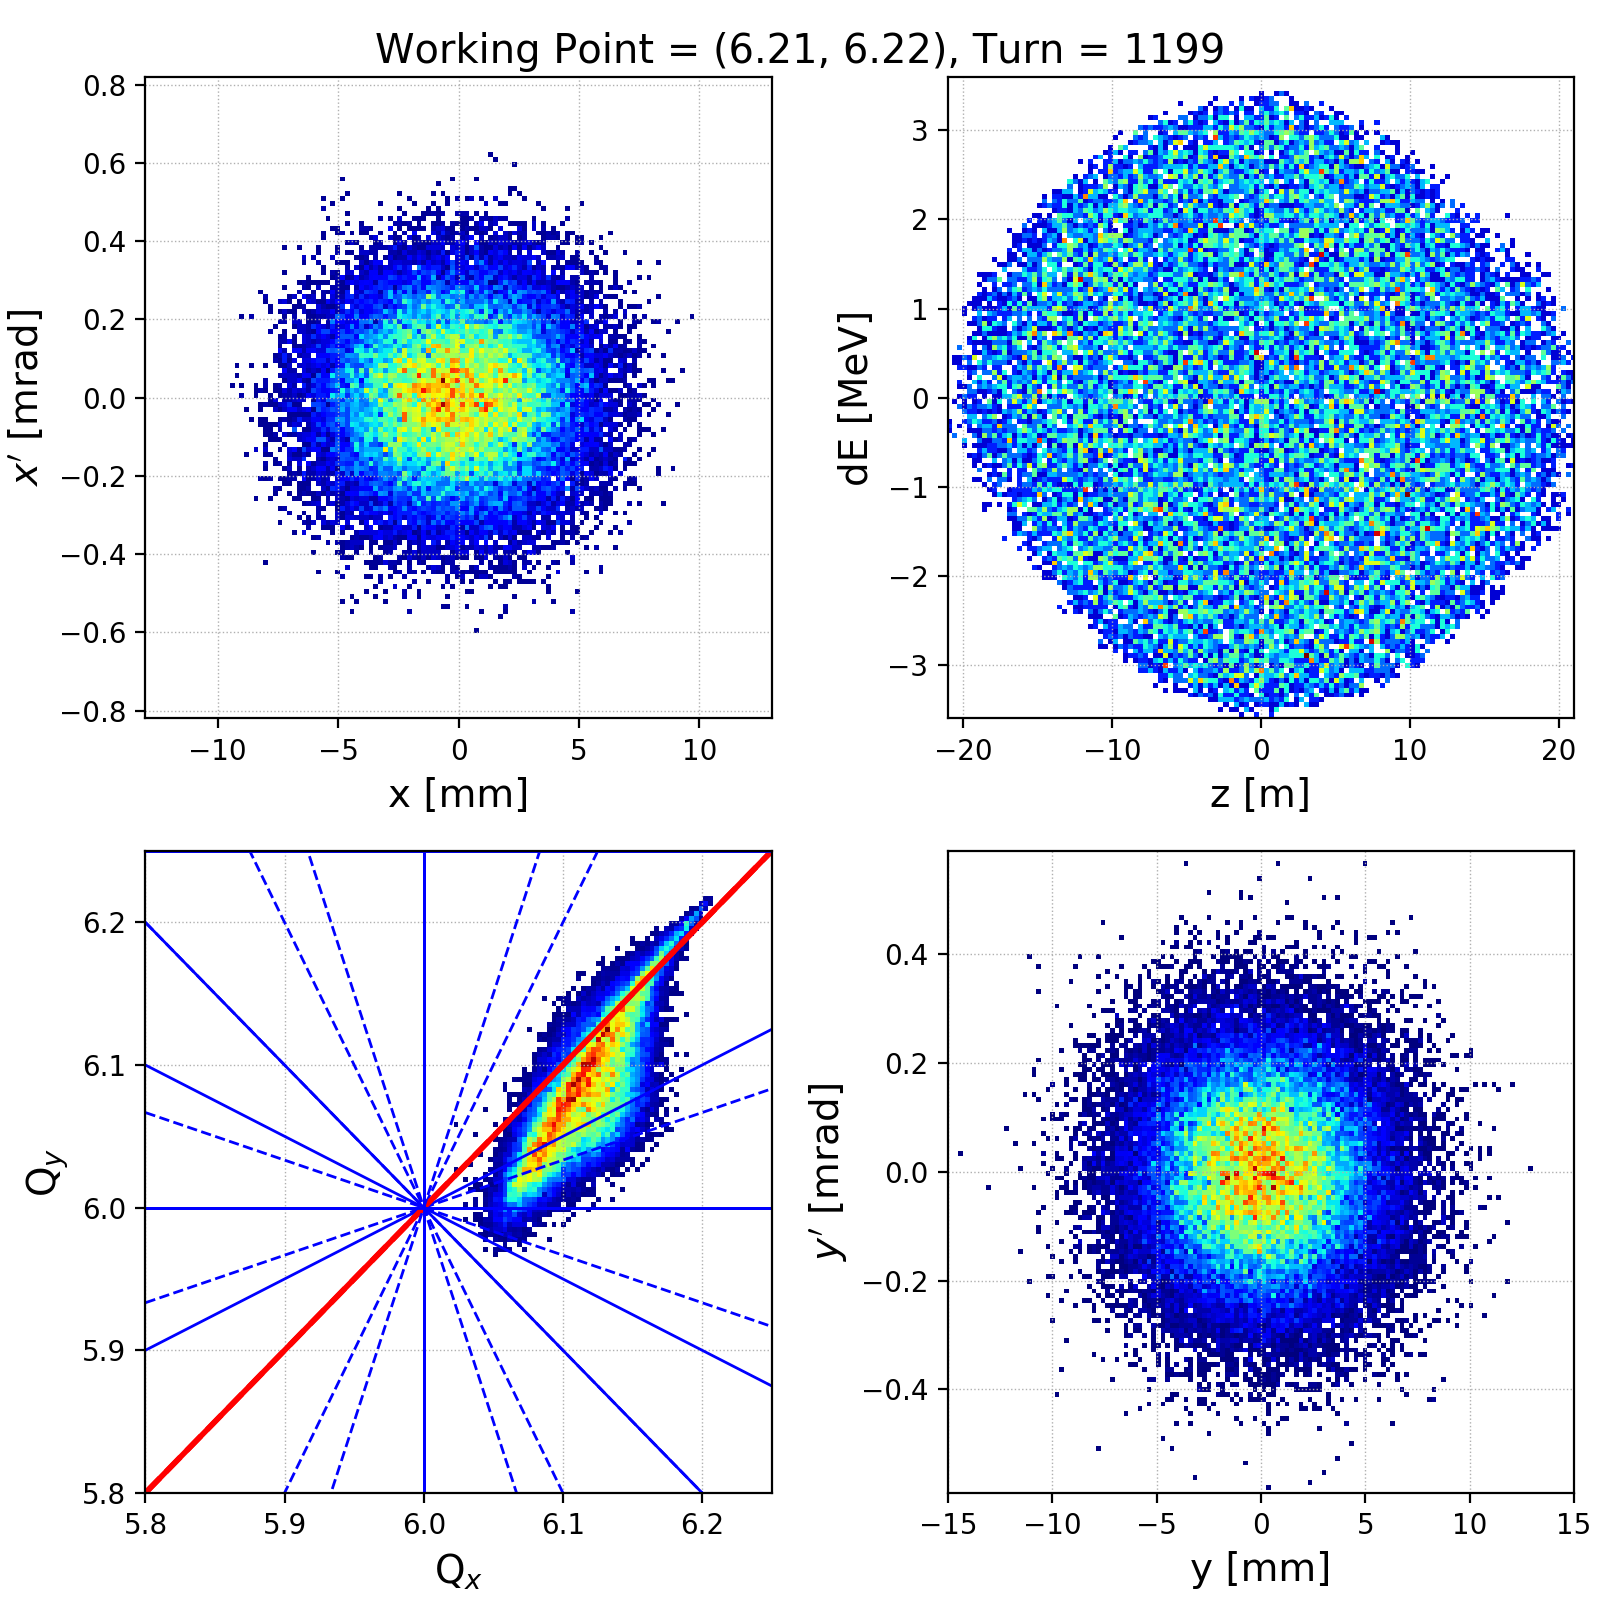 Working Point = (6.21, 6.22), Turn = 1199
0.8
0.6
0.4
0.2
0.0
−0.2
−0.4
−0.6
−0.8
x′ [mrad]
−10 −5 0 5 10
x [mm]
3
2
1
0
−1
−2
−3
dE [MeV]
−20 −10 0 10 20
z [m]
6.2
6.1
6.0
5.9
5.8
Qy
5.8 5.9 6.0 6.1 6.2
Qx
0.4
0.2
0.0
−0.2
−0.4
y′ [mrad]
−15 −10 −5 0 5 10 15
y [mm]